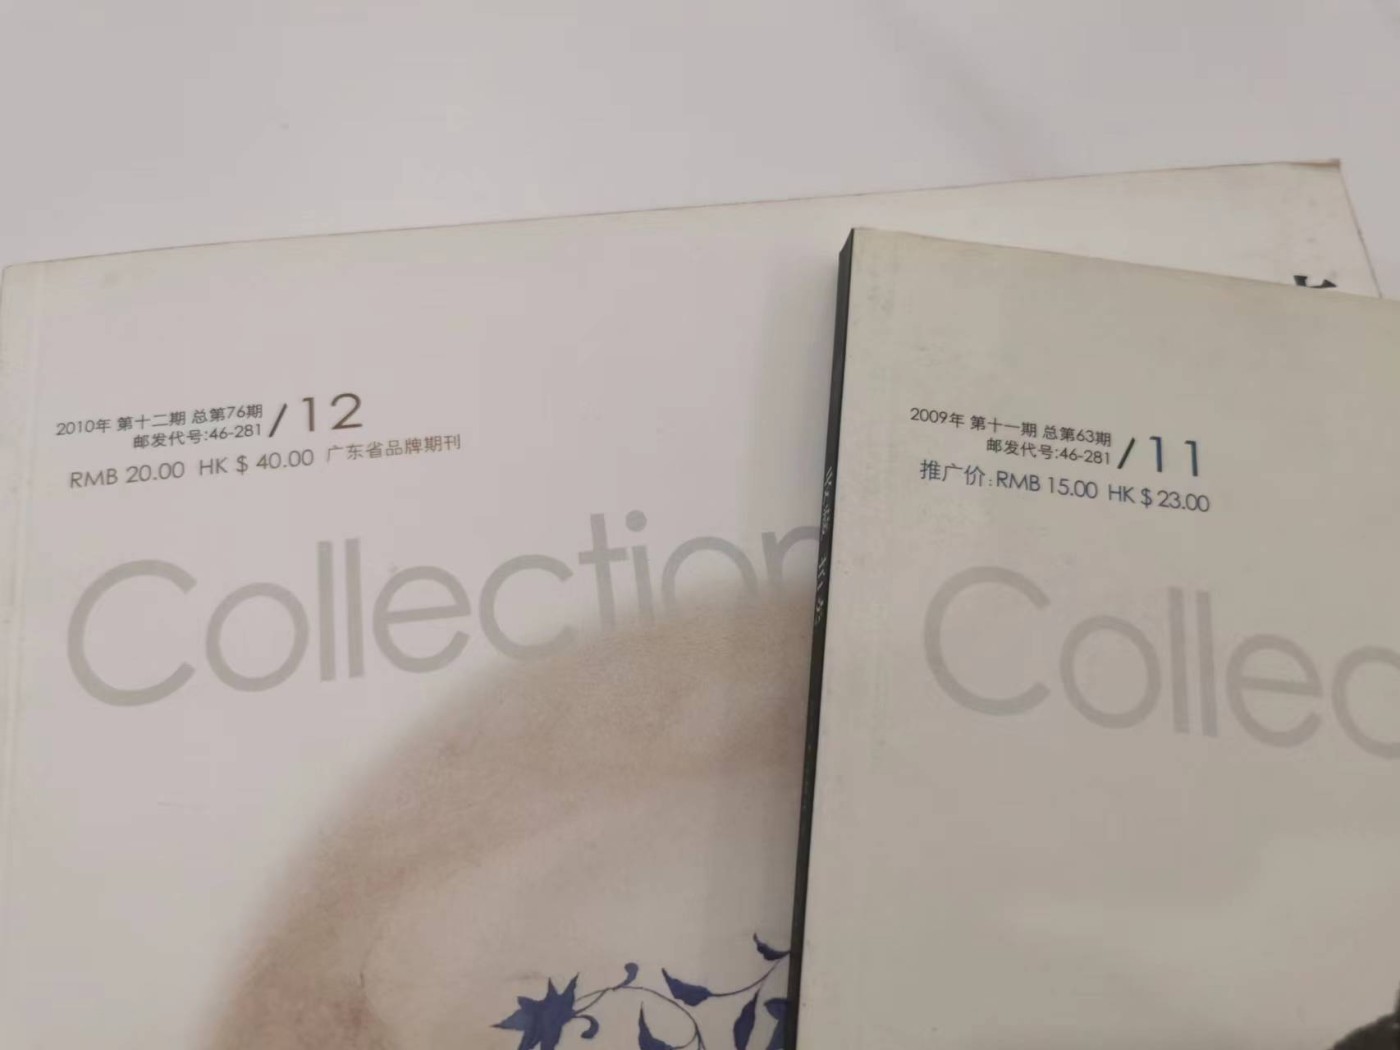 2010年 第十二期 总第76期
邮发代号:46-281
/12
RMB 20.00 HK $ 40.00 广东省品牌期刊
Collection
2009年 第十一期 总第63期
邮发代号:46-281
/11
推广价:RMB 15.00 HK $ 23.00
Collec